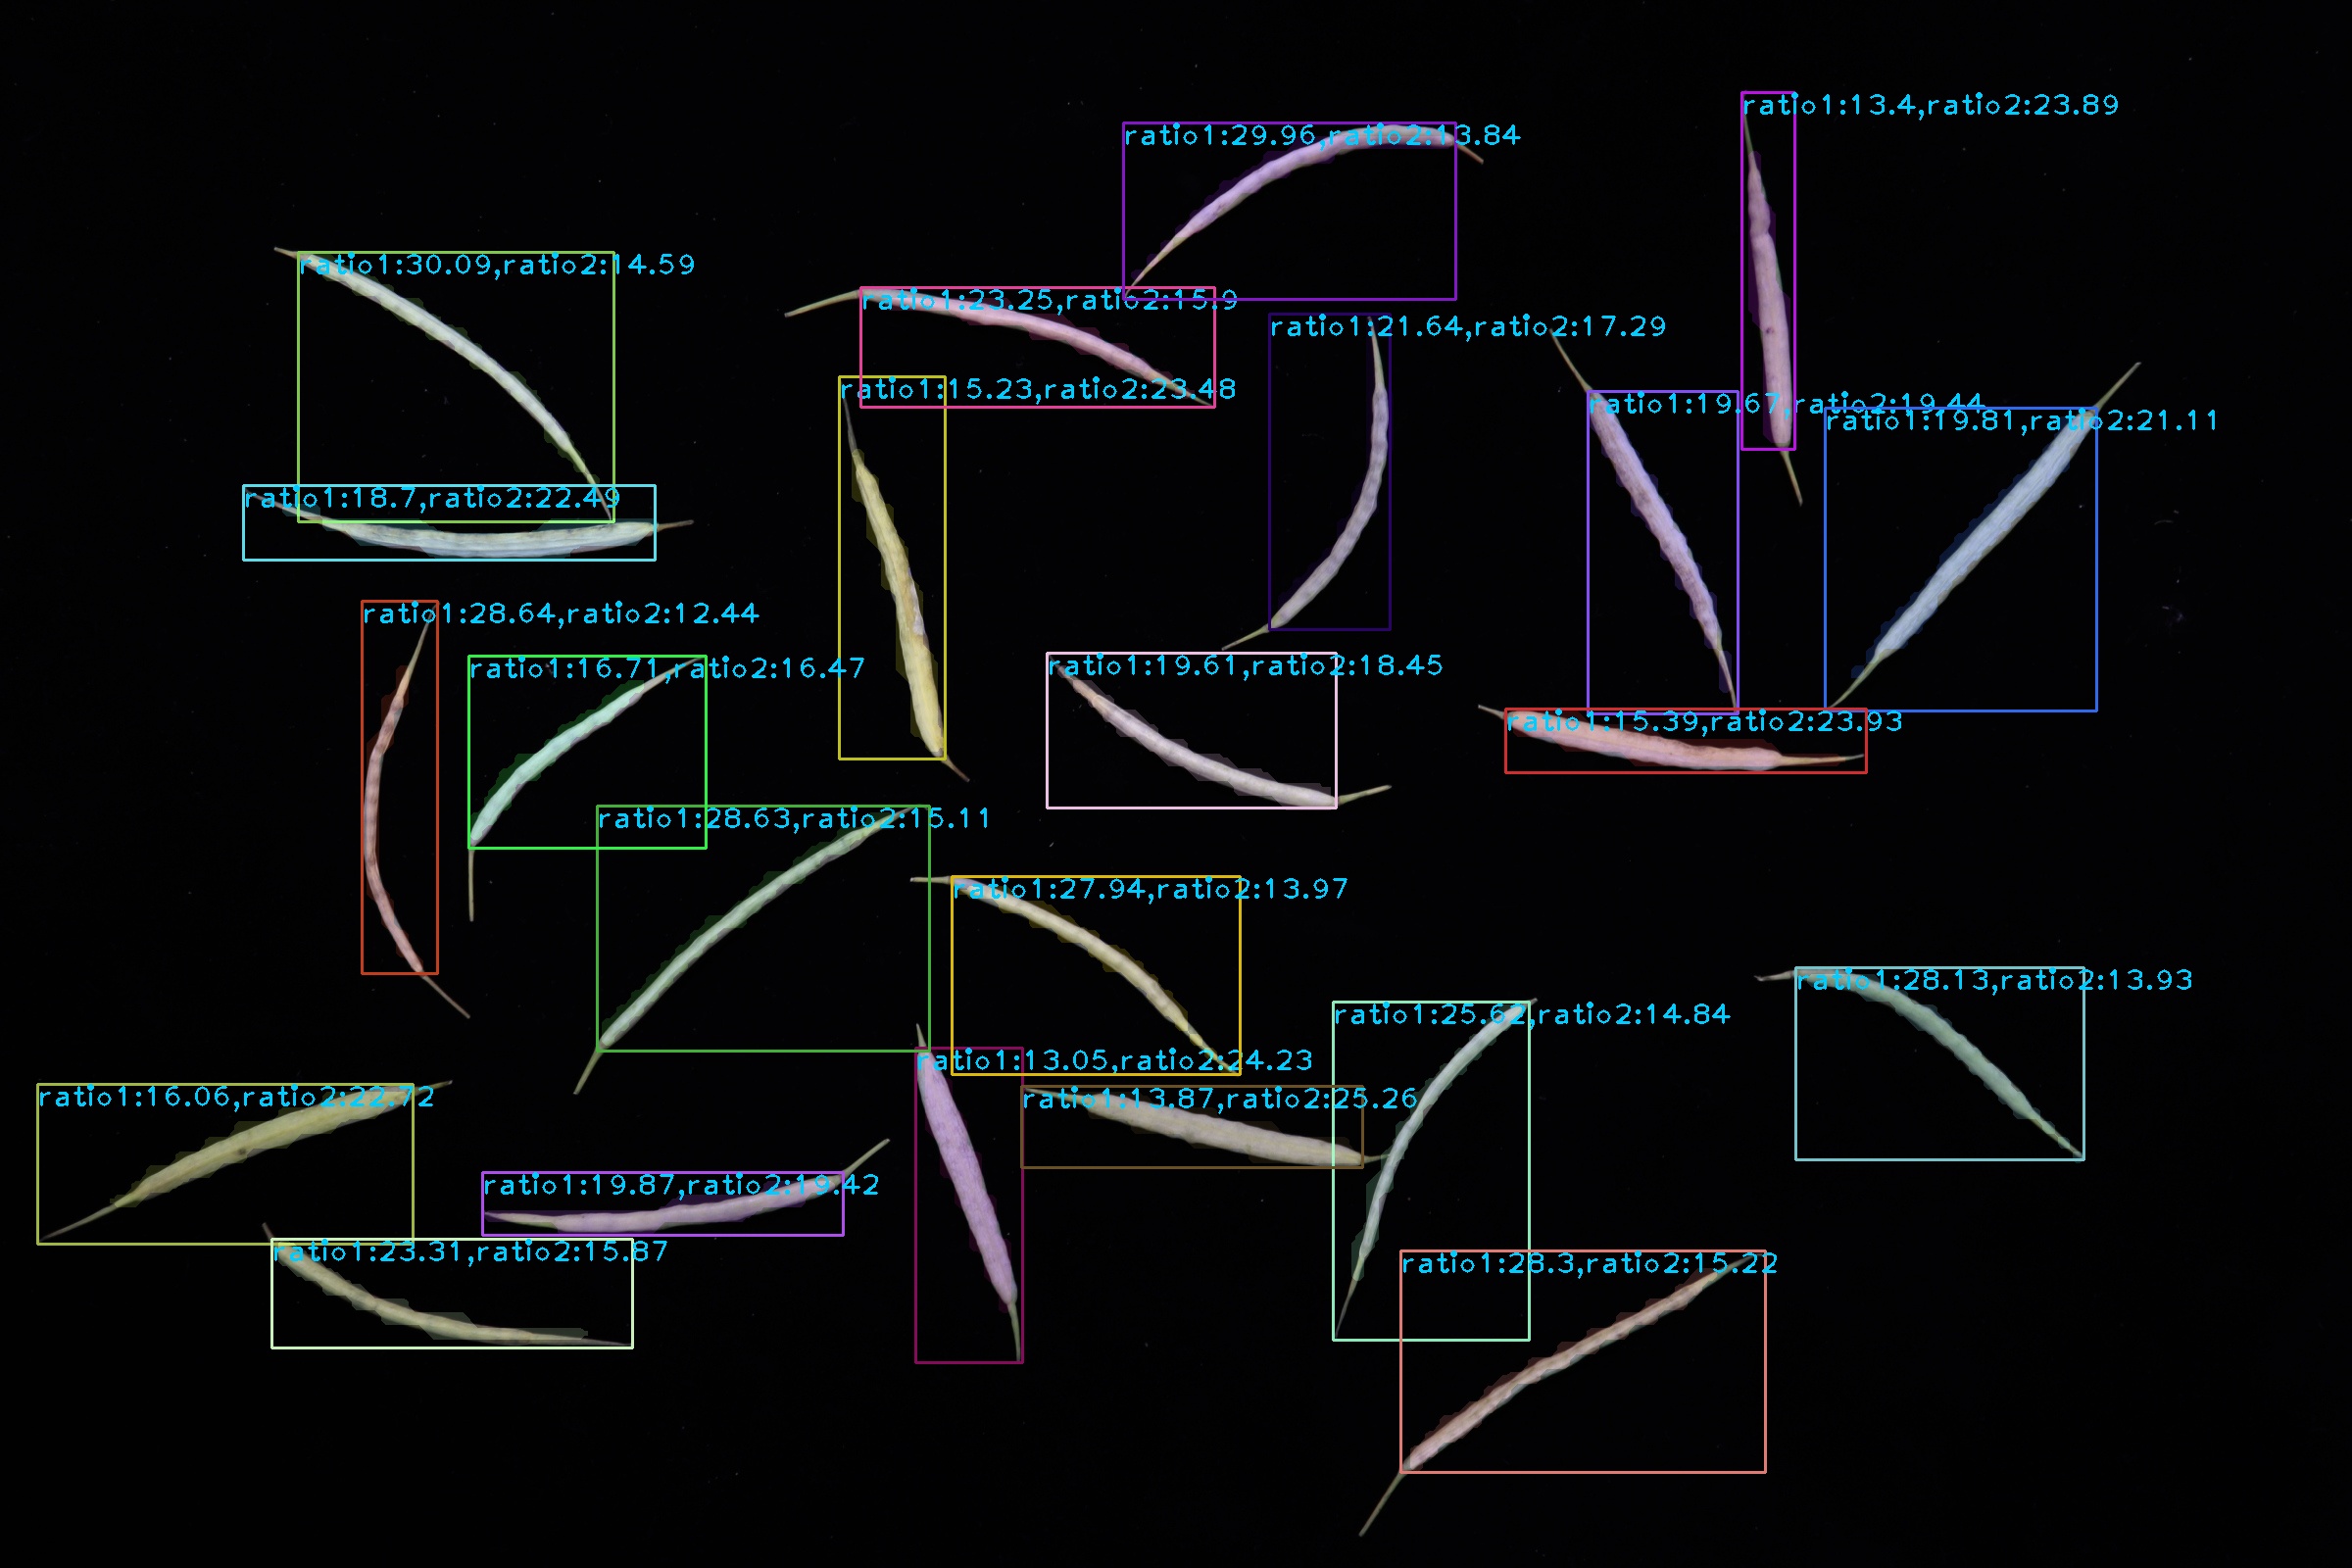 ratio1:13.4,ratio2:23.89
ratio1:29.96,ratio2:13.84
ratio1:30.09,ratio2:14.59
ratio1:23.25,ratio2:15.9
ratio1:21.64,ratio2:17.29
ratio1:15.23,ratio2:23.48
ratio1:19.67,ratio2:19.44
ratio1:19.81,ratio2:21.11
ratio1:18.7,ratio2:22.49
ratio1:28.64,ratio2:12.44
ratio1:16.71,ratio2:16.47
ratio1:19.61,ratio2:18.45
ratio1:15.39,ratio2:23.93
ratio1:28.63,ratio2:15.11
ratio1:27.94,ratio2:13.97
ratio1:28.13,ratio2:13.93
ratio1:25.62,ratio2:14.84
ratio1:13.05,ratio2:24.23
ratio1:16.06,ratio2:22.72
ratio1:13.87,ratio2:25.26
ratio1:19.87,ratio2:19.42
ratio1:23.31,ratio2:15.87
ratio1:28.3,ratio2:15.22